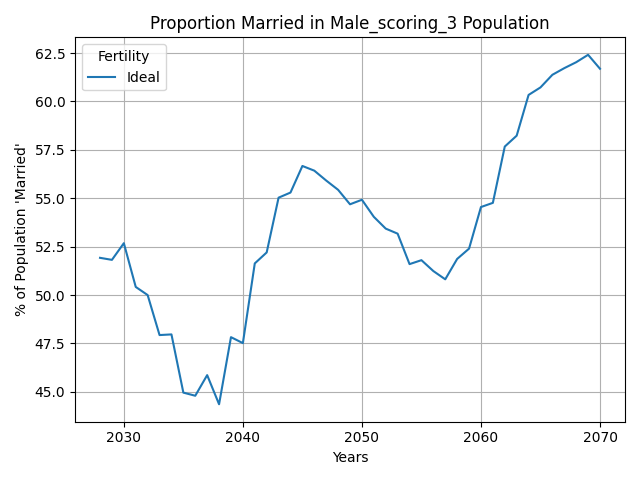 Proportion Married in Male_scoring_3 Population
Fertility
Ideal
% of Population 'Married'
62.5
60.0
57.5
55.0
52.5
50.0
47.5
45.0
2030
2040
2050
2060
2070
Years